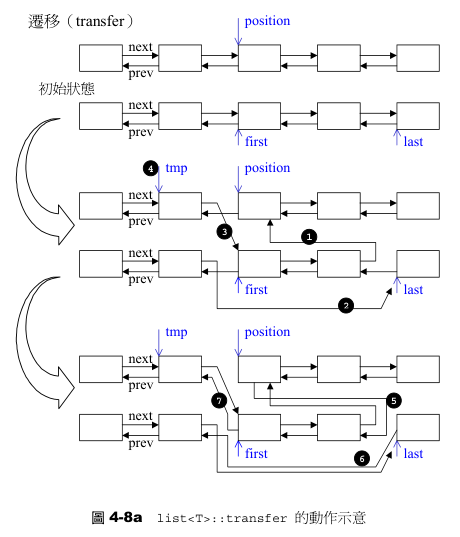 遷移（transfer）
position
next
prev
初始狀態
next
prev
first
last
4
tmp
position
next
prev
3
1
next
prev
first
last
2
tmp
position
next
prev
7
5
next
prev
first
6
last
圖 4-8a list<T>::transfer 的動作示意